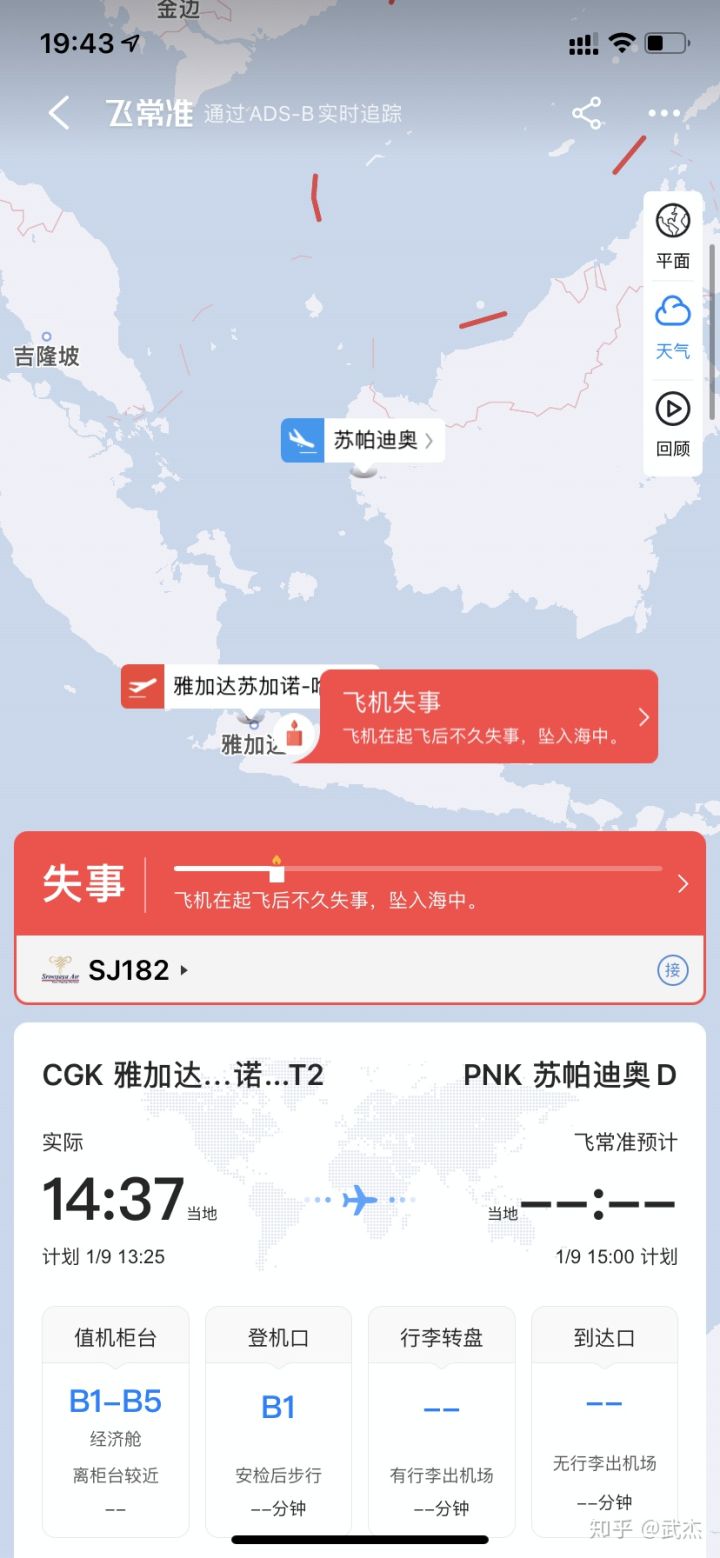 金边
19:43
飞常准 通过ADS-B实时追踪
平面
天气
回顾
吉隆坡
苏帕迪奥
雅加达苏加诺-
雅加达
飞机失事
飞机在起飞后不久失事，坠入海中。
失事
飞机在起飞后不久失事，坠入海中。
Sriwijaya Air
SJ182
接
CGK 雅加达...诺...T2
PNK 苏帕迪奥 D
实际
飞常准预计
14:37 当地
当地 --:--
计划 1/9 13:25
1/9 15:00 计划
值机柜台
B1-B5
经济舱
离柜台较近
--
登机口
B1
安检后步行
--分钟
行李转盘
--
有行李出机场
--分钟
到达口
--
无行李出机场
--分钟
知乎 @武杰